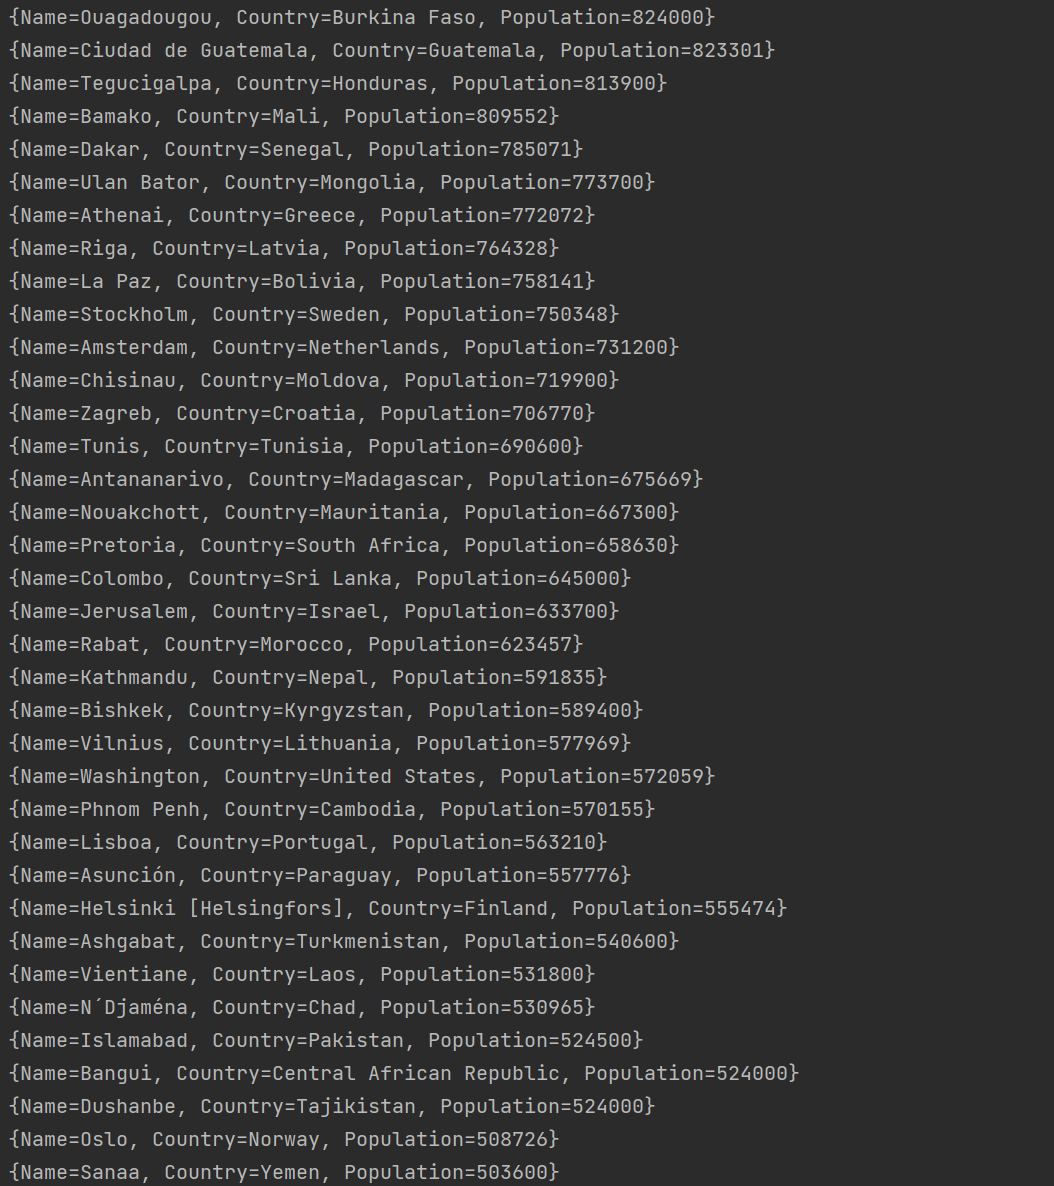 {Name=Ouagadougou, Country=Burkina Faso, Population=824000}
{Name=Ciudad de Guatemala, Country=Guatemala, Population=823301}
{Name=Tegucigalpa, Country=Honduras, Population=813900}
{Name=Bamako, Country=Mali, Population=809552}
{Name=Dakar, Country=Senegal, Population=785071}
{Name=Ulan Bator, Country=Mongolia, Population=773700}
{Name=Athenai, Country=Greece, Population=772072}
{Name=Riga, Country=Latvia, Population=764328}
{Name=La Paz, Country=Bolivia, Population=758141}
{Name=Stockholm, Country=Sweden, Population=750348}
{Name=Amsterdam, Country=Netherlands, Population=731200}
{Name=Chisinau, Country=Moldova, Population=719900}
{Name=Zagreb, Country=Croatia, Population=706770}
{Name=Tunis, Country=Tunisia, Population=690600}
{Name=Antananarivo, Country=Madagascar, Population=675669}
{Name=Nouakchott, Country=Mauritania, Population=667300}
{Name=Pretoria, Country=South Africa, Population=658630}
{Name=Colombo, Country=Sri Lanka, Population=645000}
{Name=Jerusalem, Country=Israel, Population=633700}
{Name=Rabat, Country=Morocco, Population=623457}
{Name=Kathmandu, Country=Nepal, Population=591835}
{Name=Bishkek, Country=Kyrgyzstan, Population=589400}
{Name=Vilnius, Country=Lithuania, Population=577969}
{Name=Washington, Country=United States, Population=572059}
{Name=Phnom Penh, Country=Cambodia, Population=570155}
{Name=Lisboa, Country=Portugal, Population=563210}
{Name=Asunción, Country=Paraguay, Population=557776}
{Name=Helsinki [Helsingfors], Country=Finland, Population=555474}
{Name=Ashgabat, Country=Turkmenistan, Population=540600}
{Name=Vientiane, Country=Laos, Population=531800}
{Name=N´Djaména, Country=Chad, Population=530965}
{Name=Islamabad, Country=Pakistan, Population=524500}
{Name=Bangui, Country=Central African Republic, Population=524000}
{Name=Dushanbe, Country=Tajikistan, Population=524000}
{Name=Oslo, Country=Norway, Population=508726}
{Name=Sanaa, Country=Yemen, Population=503600}